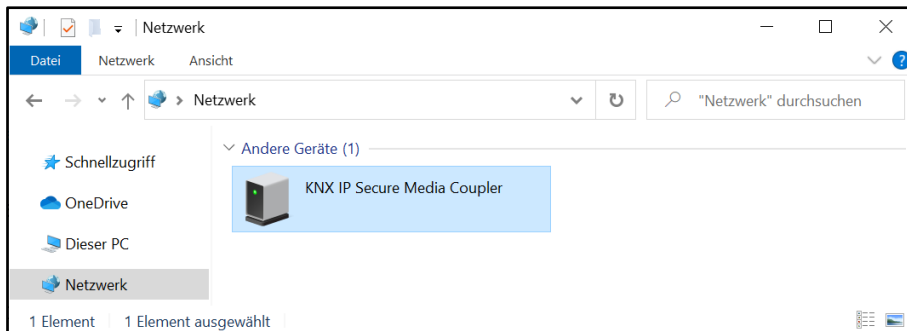 Netzwerk
Datei Netzwerk Ansicht ?
Netzwerk "Netzwerk" durchsuchen
Andere Geräte (1)
Schnellzugriff
KNX IP Secure Media Coupler
OneDrive
Dieser PC
Netzwerk
1 Element 1 Element ausgewählt